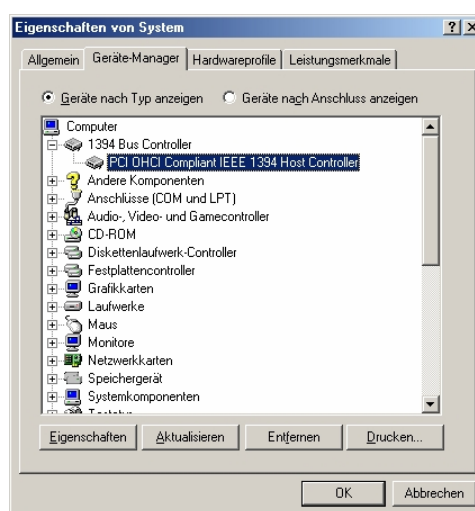 Eigenschaften von System
Allgemein Geräte-Manager Hardwareprofile Leistungsmerkmale
Geräte nach Typ anzeigen Geräte nach Anschluss anzeigen
Computer
1394 Bus Controller
PCI OHCI Compliant IEEE 1394 Host Controller
Andere Komponenten
Anschlüsse (COM und LPT)
Audio-, Video- und Gamecontroller
CD-ROM
Diskettenlaufwerk-Controller
Festplattencontroller
Grafikkarten
Laufwerke
Maus
Monitore
Netzwerkkarten
Speichergerät
Systemkomponenten
Eigenschaften Aktualisieren Entfernen Drucken...
OK Abbrechen